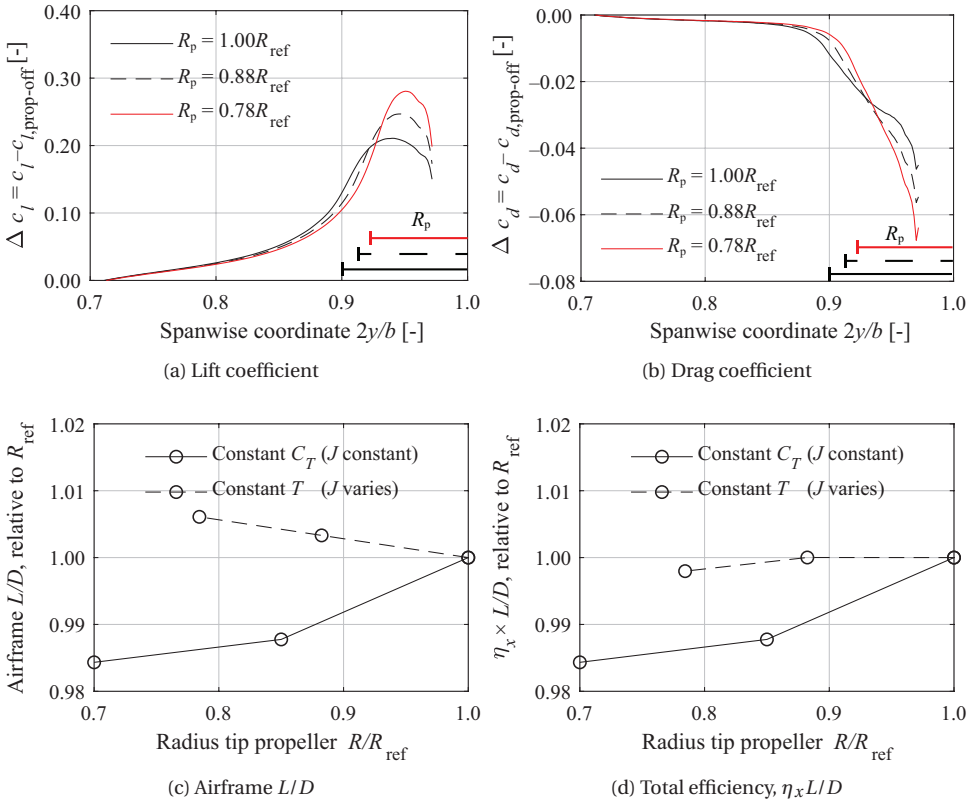 0.40
0.30
0.20
0.10
0.00
Δ c_l = c_l − c_l,prop-off [-]
R_p = 1.00R_ref
R_p = 0.88R_ref
R_p = 0.78R_ref
R_p
0.7 0.8 0.9 1.0
Spanwise coordinate 2y/b [-]
(a) Lift coefficient
0.00
−0.02
−0.04
−0.06
−0.08
Δ c_d = c_d − c_d,prop-off [-]
R_p = 1.00R_ref
R_p = 0.88R_ref
R_p = 0.78R_ref
R_p
0.7 0.8 0.9 1.0
Spanwise coordinate 2y/b [-]
(b) Drag coefficient
1.02
1.01
1.00
0.99
0.98
Airframe L/D, relative to R_ref
Constant C_T (J constant)
Constant T (J varies)
0.7 0.8 0.9 1.0
Radius tip propeller R/R_ref
(c) Airframe L/D
1.02
1.01
1.00
0.99
0.98
η_x × L/D, relative to R_ref
Constant C_T (J constant)
Constant T (J varies)
0.7 0.8 0.9 1.0
Radius tip propeller R/R_ref
(d) Total efficiency, η_x L/D